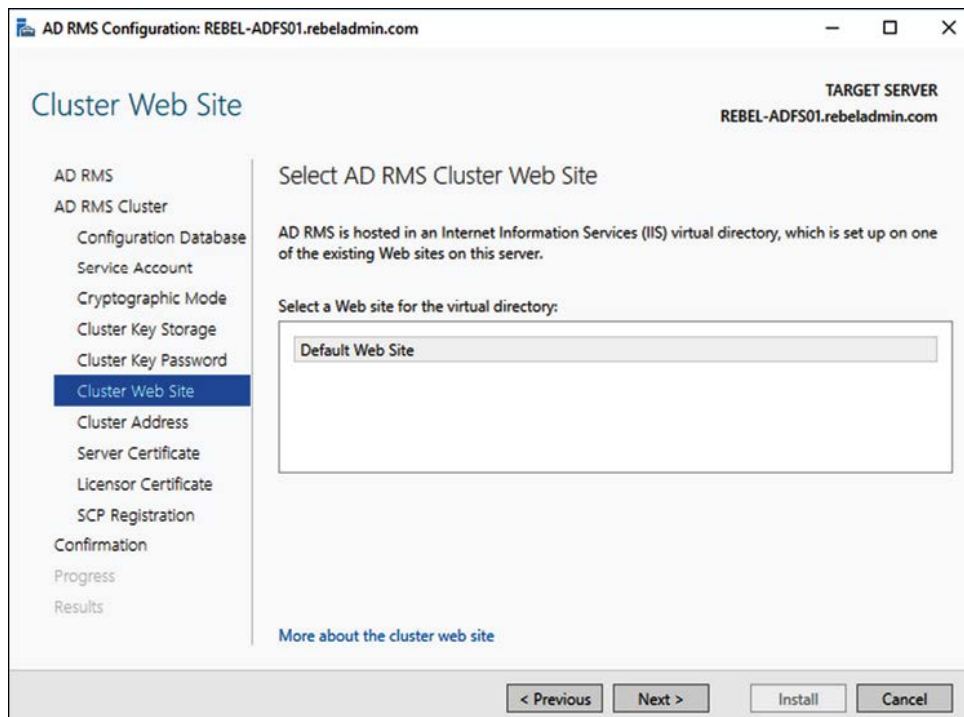 AD RMS Configuration: REBEL-ADFS01.rebeladmin.com
Cluster Web Site
TARGET SERVER
REBEL-ADFS01.rebeladmin.com
AD RMS
AD RMS Cluster
Configuration Database
Service Account
Cryptographic Mode
Cluster Key Storage
Cluster Key Password
Cluster Web Site
Cluster Address
Server Certificate
Licensor Certificate
SCP Registration
Confirmation
Progress
Results
Select AD RMS Cluster Web Site
AD RMS is hosted in an Internet Information Services (IIS) virtual directory, which is set up on one
of the existing Web sites on this server.
Select a Web site for the virtual directory:
Default Web Site
More about the cluster web site
< Previous
Next >
Install
Cancel